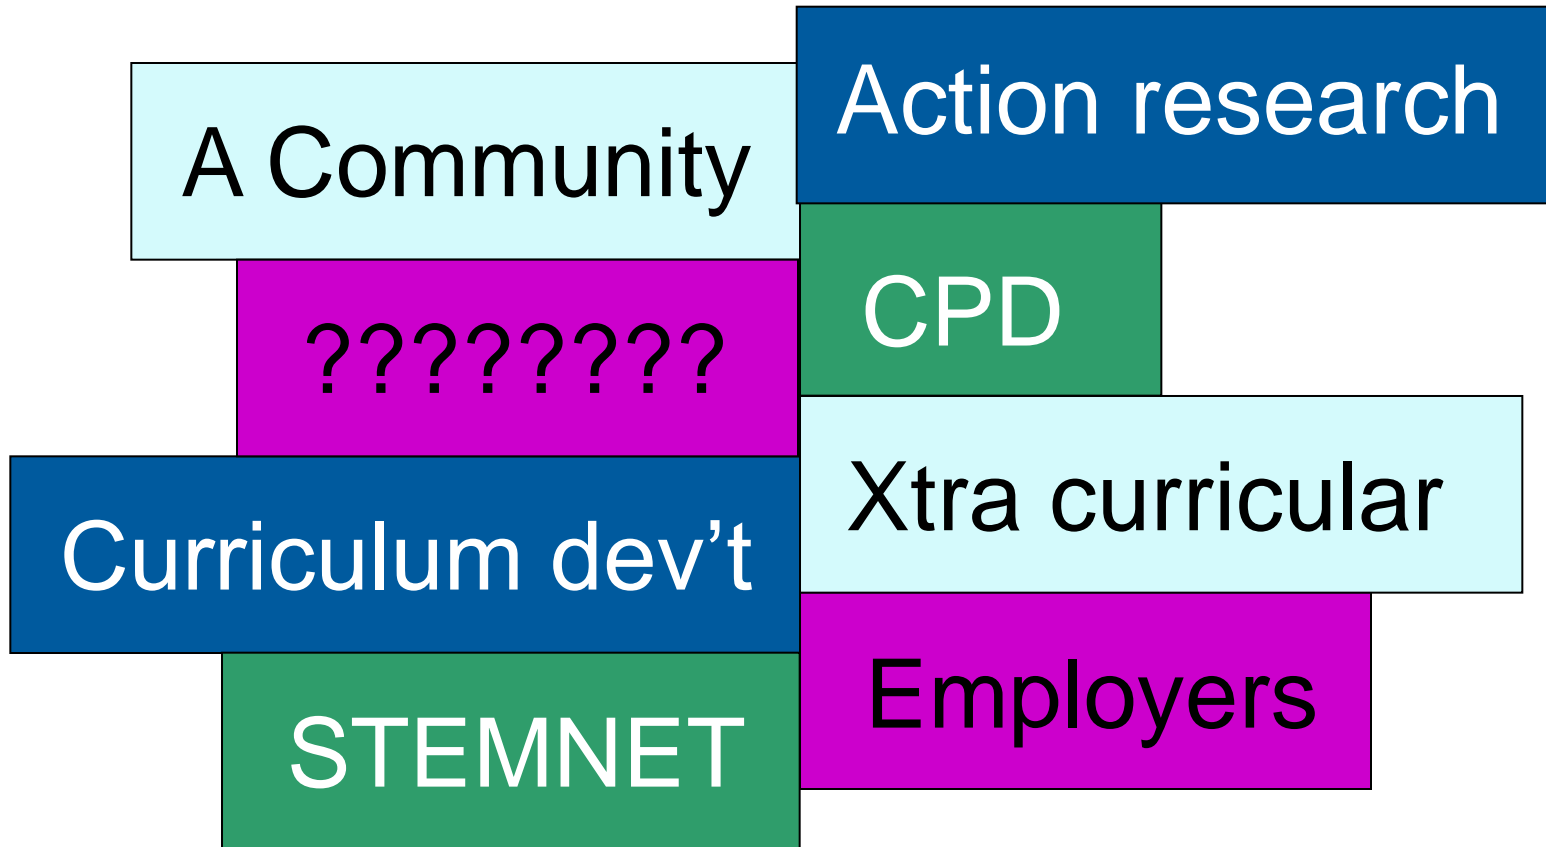 A Community
????????
Curriculum dev’t
STEMNET
Action research
CPD
Xtra curricular
Employers